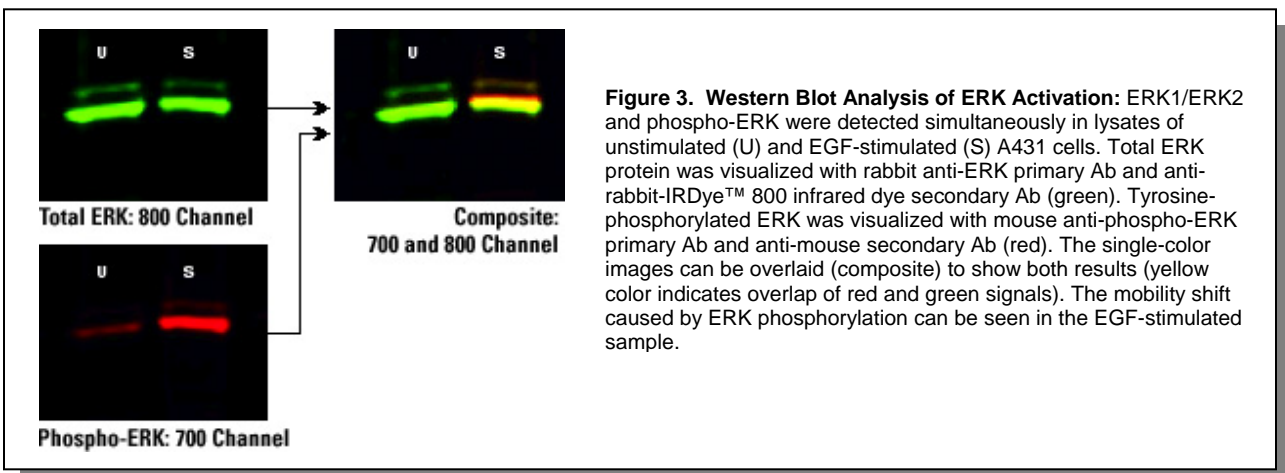 U S
Total ERK: 800 Channel
U S
Phospho-ERK: 700 Channel
U S
Composite:
700 and 800 Channel
Figure 3. Western Blot Analysis of ERK Activation: ERK1/ERK2
and phospho-ERK were detected simultaneously in lysates of
unstimulated (U) and EGF-stimulated (S) A431 cells. Total ERK
protein was visualized with rabbit anti-ERK primary Ab and anti-
rabbit-IRDye™ 800 infrared dye secondary Ab (green). Tyrosine-
phosphorylated ERK was visualized with mouse anti-phospho-ERK
primary Ab and anti-mouse secondary Ab (red). The single-color
images can be overlaid (composite) to show both results (yellow
color indicates overlap of red and green signals). The mobility shift
caused by ERK phosphorylation can be seen in the EGF-stimulated
sample.